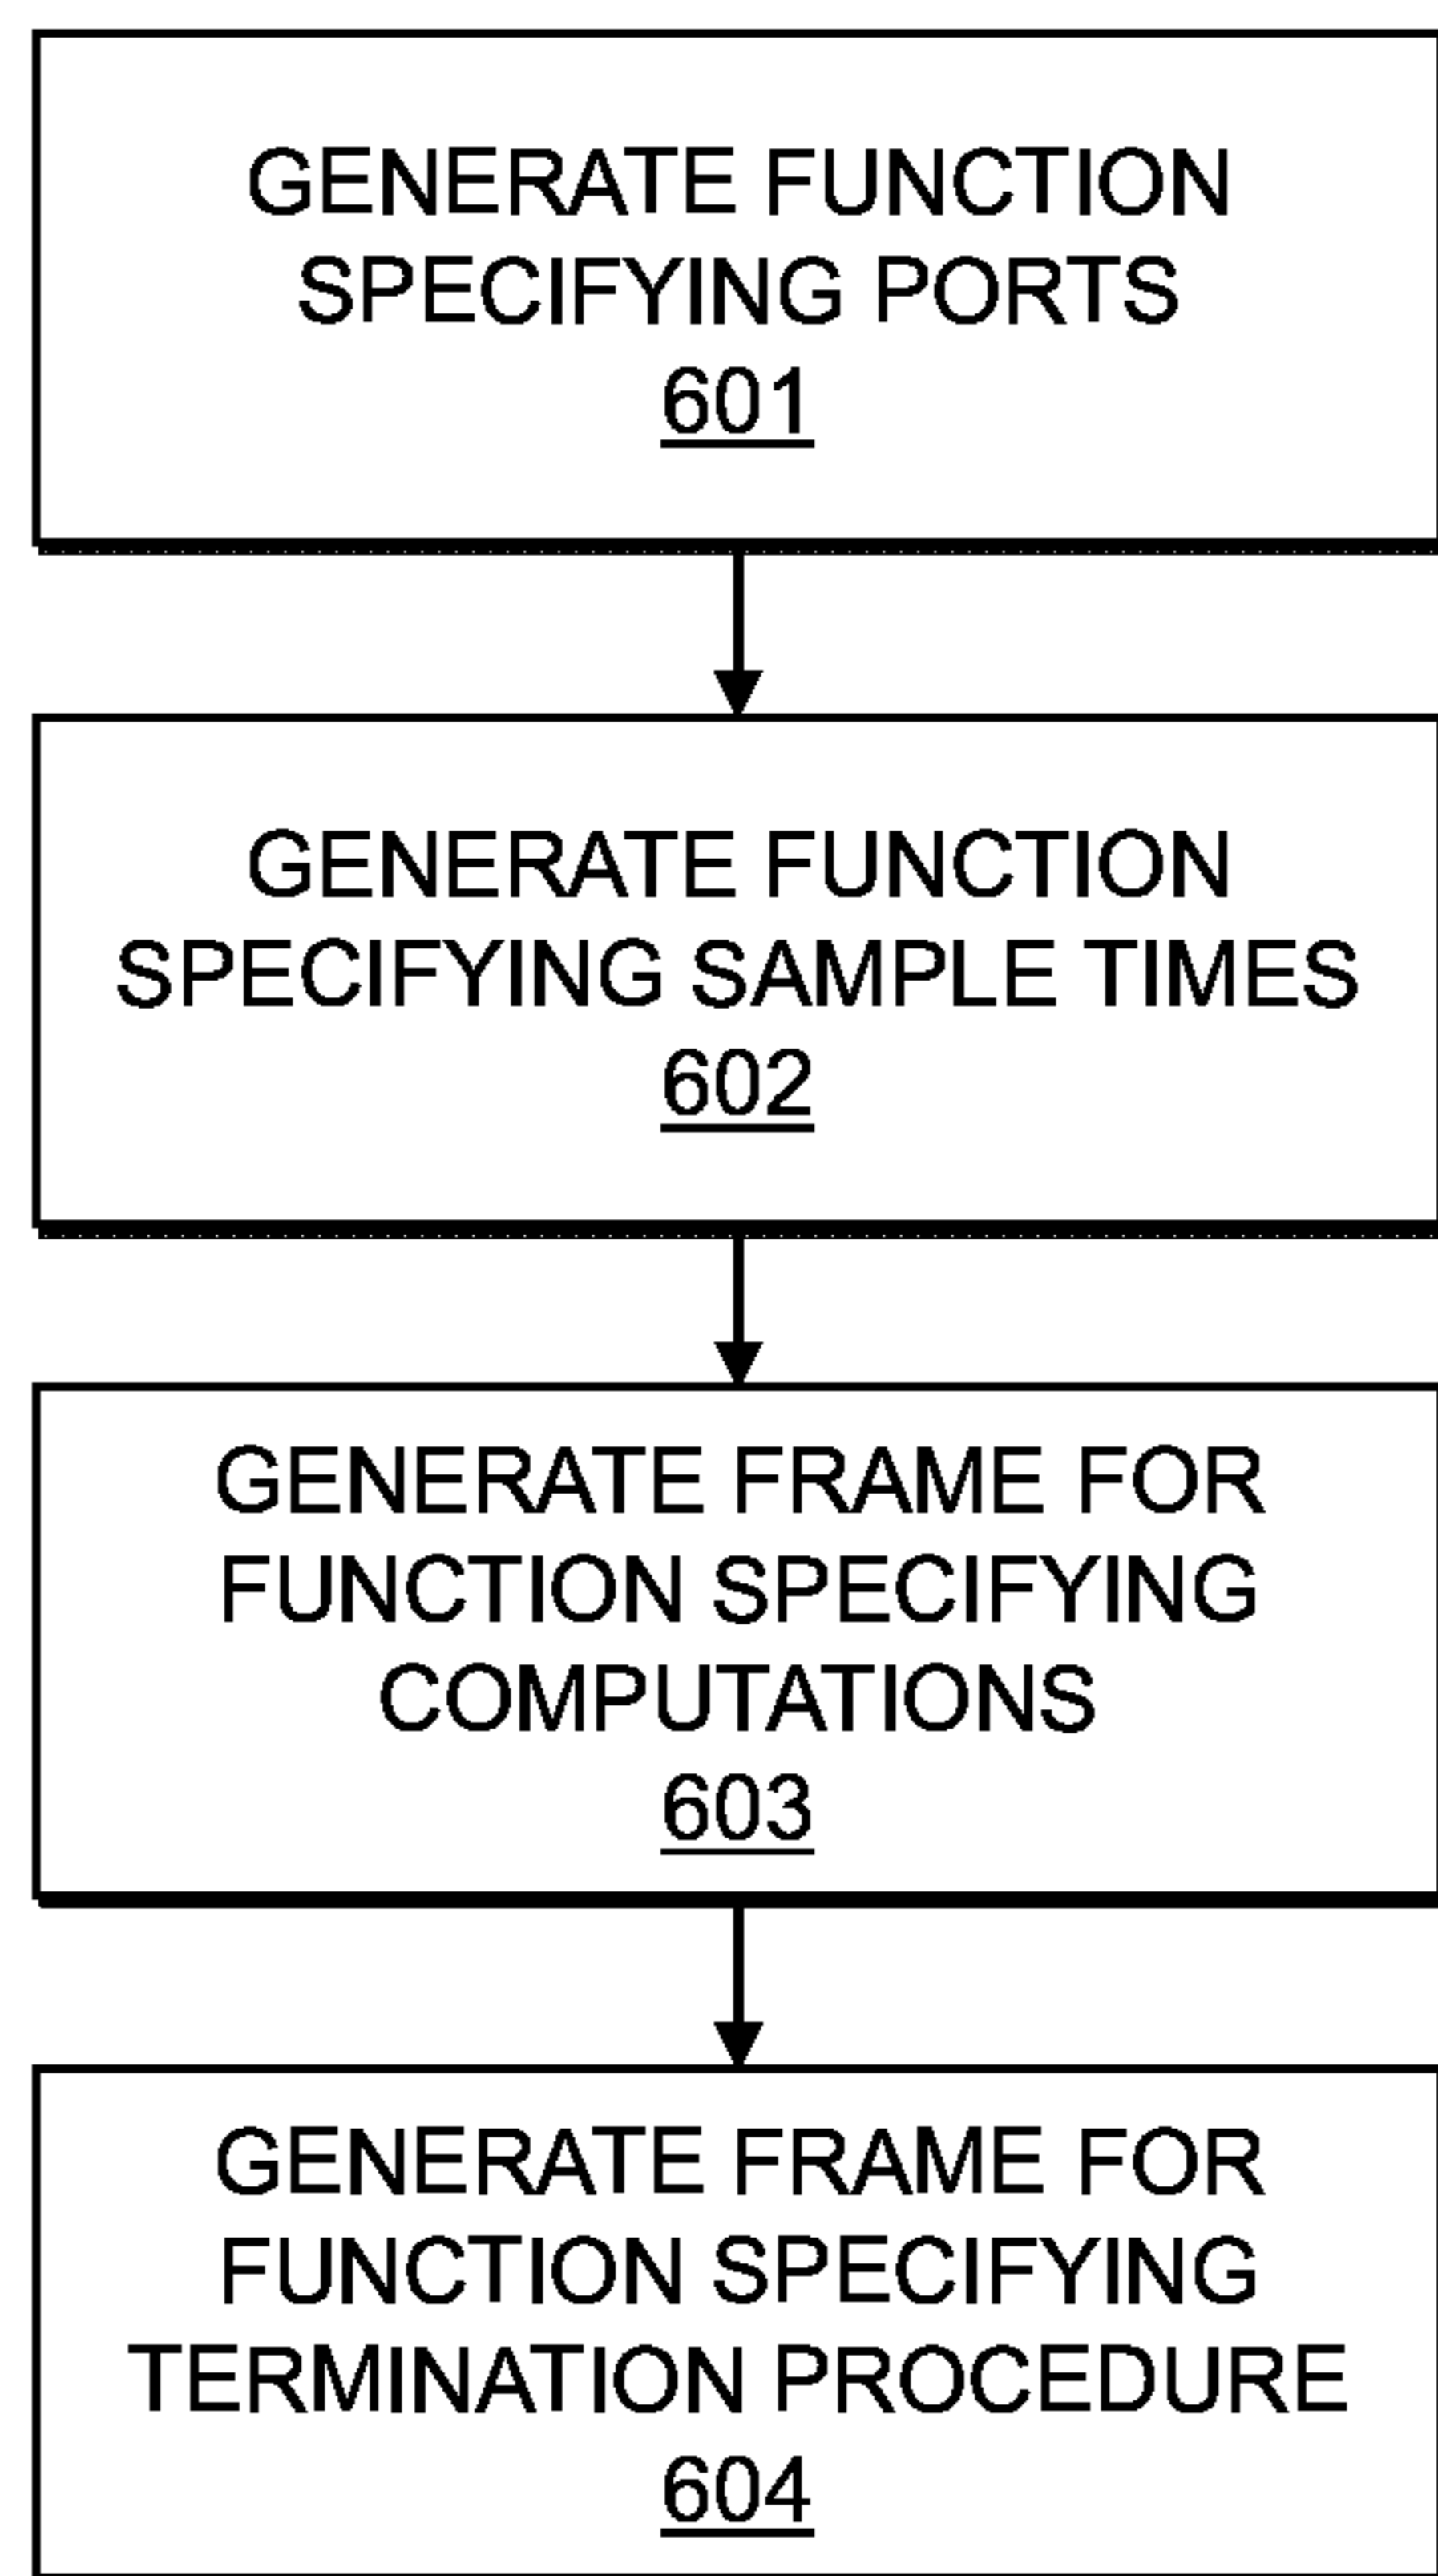 GENERATE FUNCTION
SPECIFYING PORTS
601
GENERATE FUNCTION
SPECIFYING SAMPLE TIMES
602
GENERATE FRAME FOR
FUNCTION SPECIFYING
COMPUTATIONS
603
GENERATE FRAME FOR
FUNCTION SPECIFYING
TERMINATION PROCEDURE
604